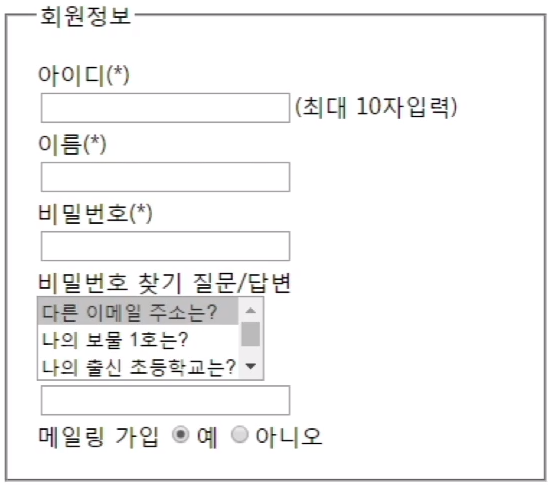 회원정보
아이디(*)
(최대 10자입력)
이름(*)
비밀번호(*)
비밀번호 찾기 질문/답변
다른 이메일 주소는?
나의 보물 1호는?
나의 출신 초등학교는?
메일링 가입 예 아니오